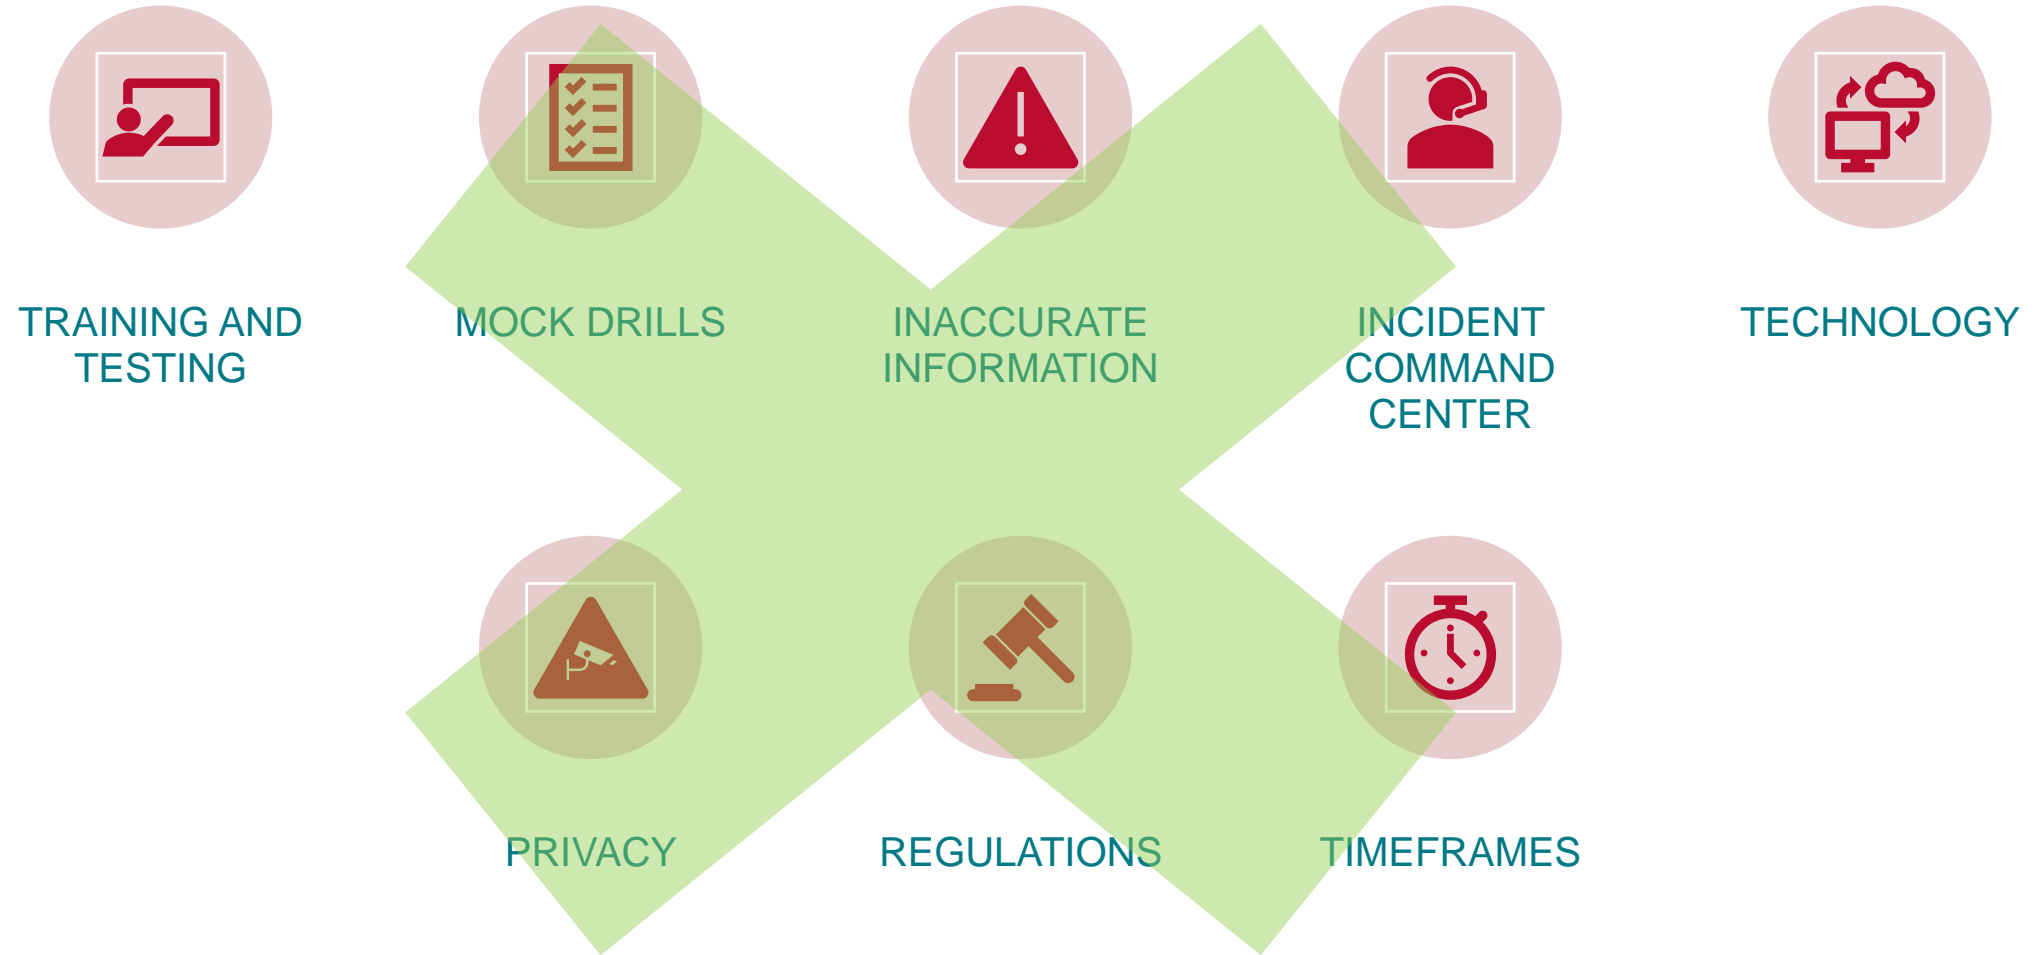 TRAINING AND
TESTING
MOCK DRILLS
INACCURATE
INFORMATION
INCIDENT
COMMAND
CENTER
TECHNOLOGY
PRIVACY
REGULATIONS
TIMEFRAMES